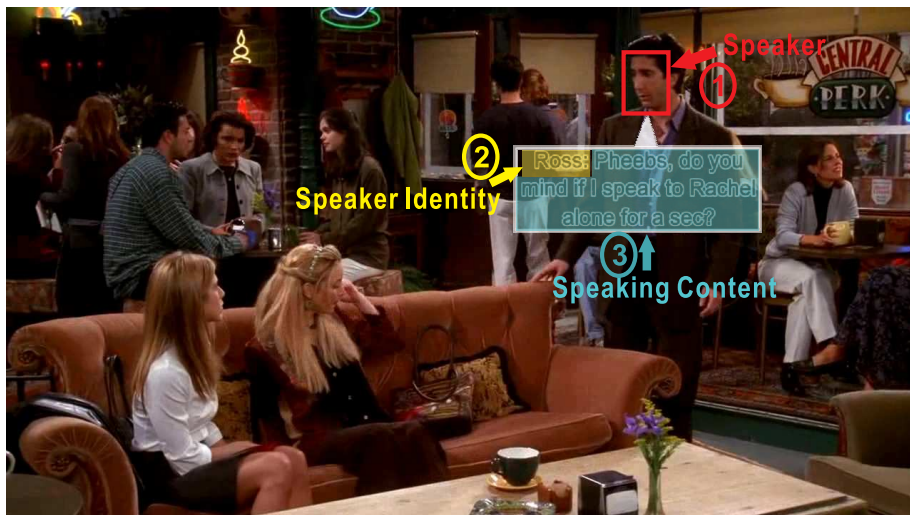 Speaker
1
CENTRAL
PERK
2
Ross: Pheebs, do you
mind if I speak to Rachel
alone for a sec?
Speaker Identity
3
Speaking Content